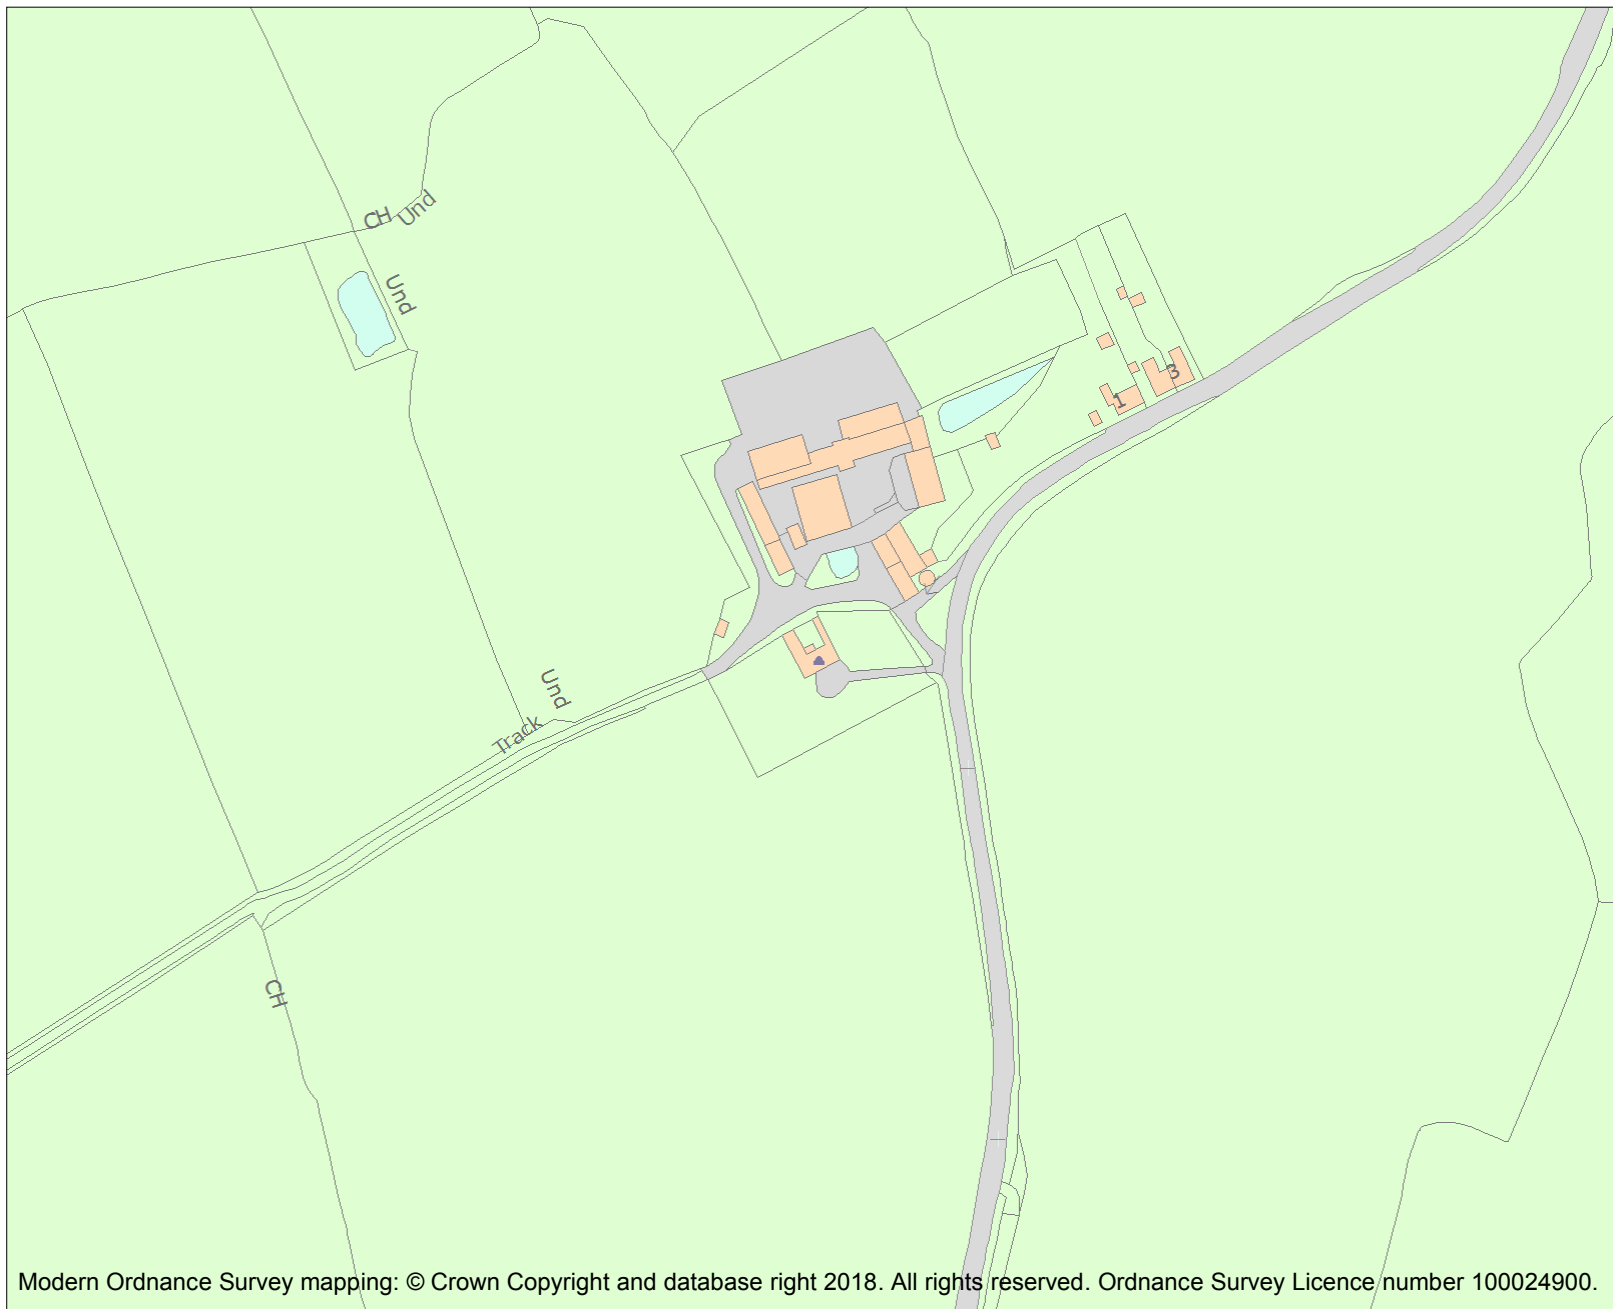 CH
Und
Und
3
1
Und
Track
CH
Modern Ordnance Survey mapping: © Crown Copyright and database right 2018. All rights reserved. Ordnance Survey Licence number 100024900.